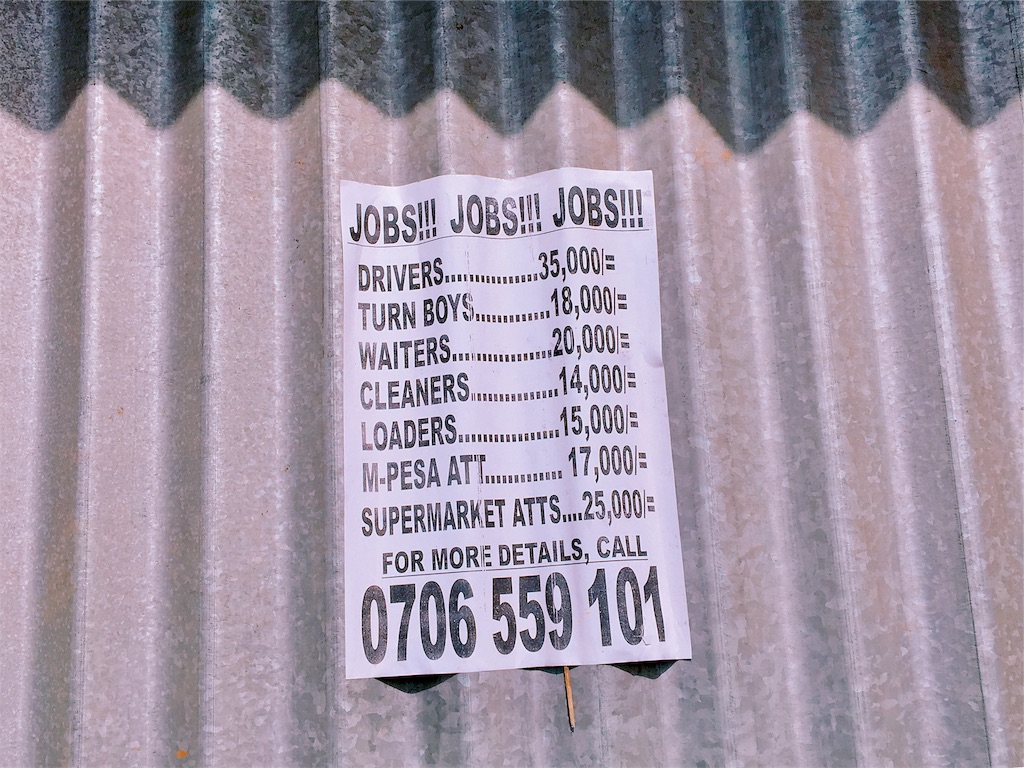 JOBS!!! JOBS!!! JOBS!!!
DRIVERS..............35,000/=
TURN BOYS...........18,000/=
WAITERS...............20,000/=
CLEANERS.............14,000/=
LOADERS...............15,000/=
M-PESA ATT............ 17,000/=
SUPERMARKET ATTS....25,000/=
FOR MORE DETAILS, CALL
0706 559 101